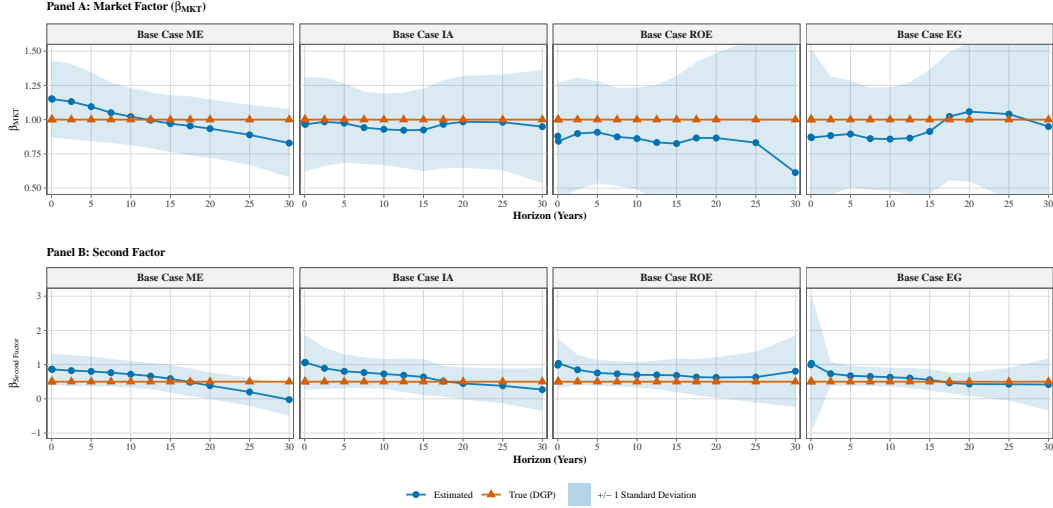 Panel A: Market Factor (βMKT)
Base Case ME
Base Case IA
Base Case ROE
Base Case EG
βMKT
1.50
1.25
1.00
0.75
0.50
0 5 10 15 20 25 30
0 5 10 15 20 25 30
0 5 10 15 20 25 30
0 5 10 15 20 25 30
Horizon (Years)
Panel B: Second Factor
Base Case ME
Base Case IA
Base Case ROE
Base Case EG
βSecond Factor
3
2
1
0
−1
0 5 10 15 20 25 30
0 5 10 15 20 25 30
0 5 10 15 20 25 30
0 5 10 15 20 25 30
Horizon (Years)
Estimated
True (DGP)
+/− 1 Standard Deviation